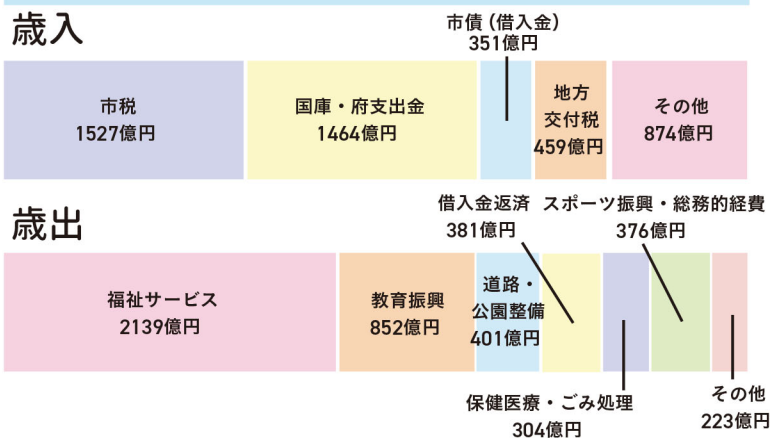 歳入
市債（借入金）
351億円
市税
1527億円
国庫・府支出金
1464億円
地方
交付税
459億円
その他
874億円
歳出
借入金返済
381億円
スポーツ振興・総務的経費
376億円
福祉サービス
2139億円
教育振興
852億円
道路・
公園整備
401億円
保健医療・ごみ処理
304億円
その他
223億円